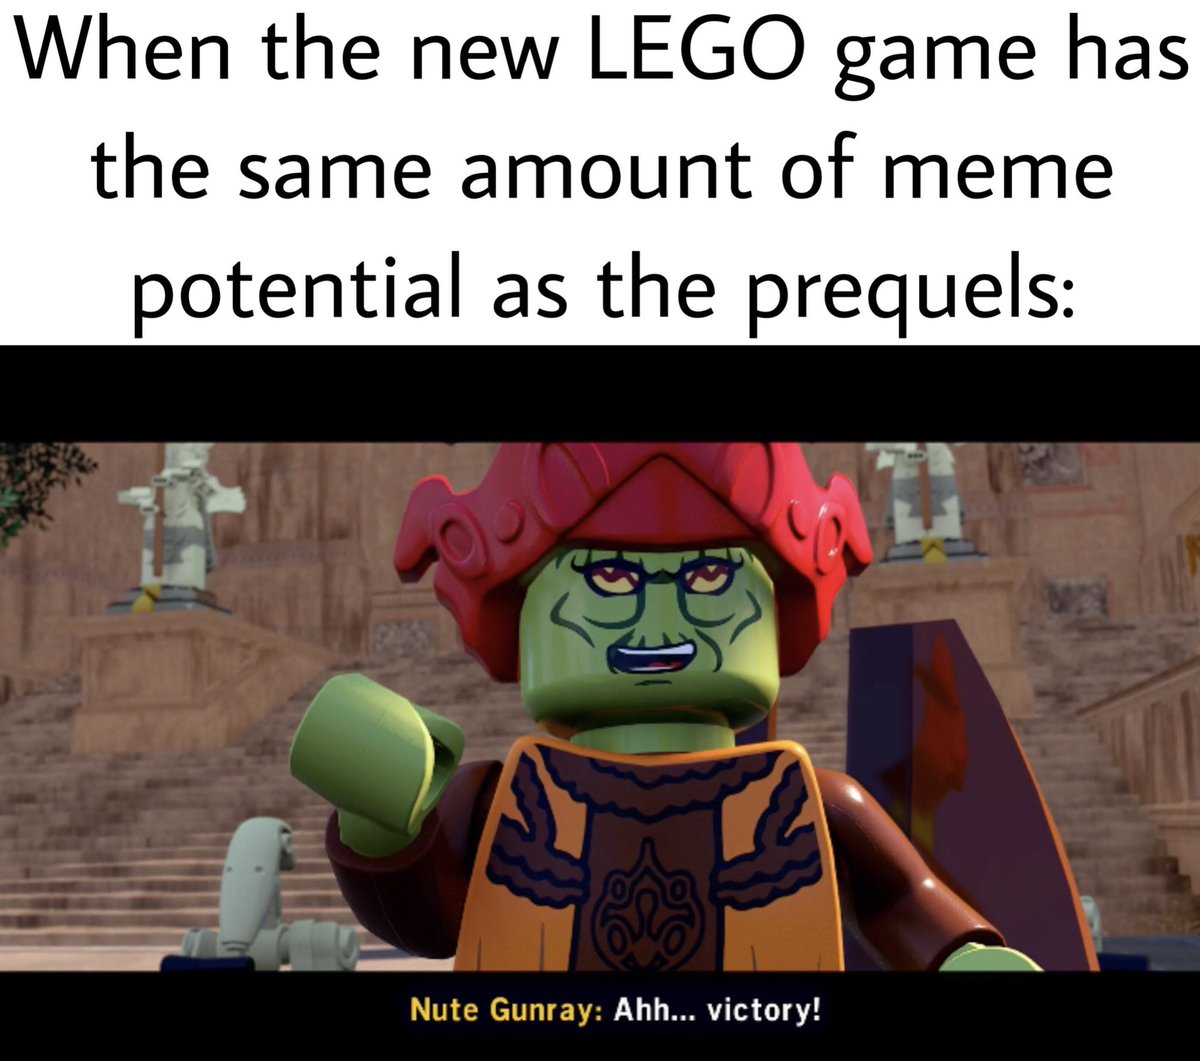 When the new LEGO game has
the same amount of meme
potential as the prequels:
Nute Gunray: Ahh... victory!